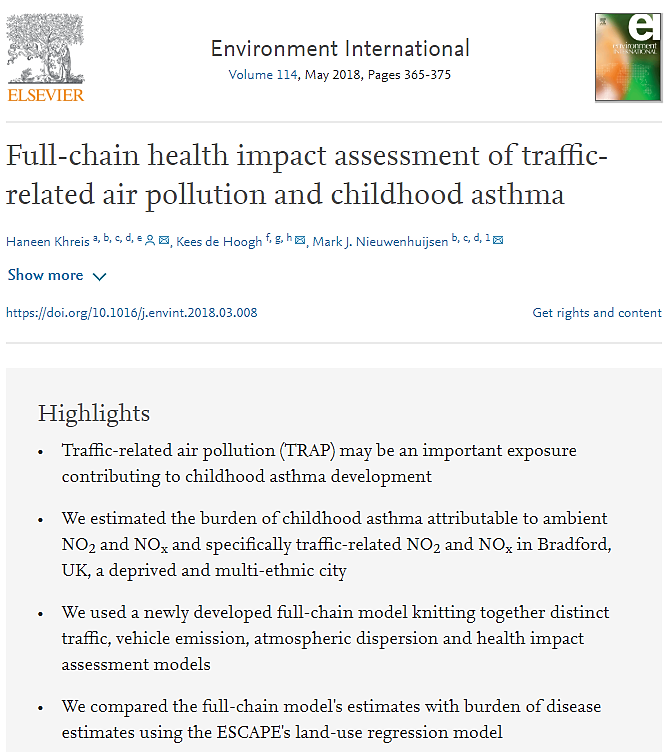 ELSEVIER
Environment International
Volume 114, May 2018, Pages 365-375
e
environment
INTERNATIONAL
Full-chain health impact assessment of traffic-
related air pollution and childhood asthma
Haneen Khreis a, b, c, d, e, Kees de Hoogh f, g, h, Mark J. Nieuwenhuijsen b, c, d, 1
Show more
https://doi.org/10.1016/j.envint.2018.03.008
Get rights and content
Highlights
• Traffic-related air pollution (TRAP) may be an important exposure
contributing to childhood asthma development
• We estimated the burden of childhood asthma attributable to ambient
NO2 and NOx and specifically traffic-related NO2 and NOx in Bradford,
UK, a deprived and multi-ethnic city
• We used a newly developed full-chain model knitting together distinct
traffic, vehicle emission, atmospheric dispersion and health impact
assessment models
• We compared the full-chain model's estimates with burden of disease
estimates using the ESCAPE's land-use regression model